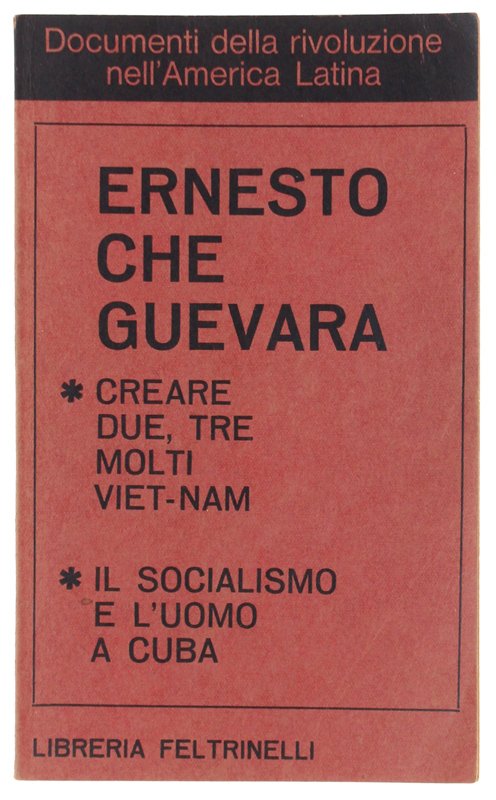 Documenti della rivoluzione
nell'America Latina
ERNESTO
CHE
GUEVARA
* CREARE
DUE, TRE
MOLTI
VIET-NAM
* IL SOCIALISMO
E L'UOMO
A CUBA
LIBRERIA FELTRINELLI